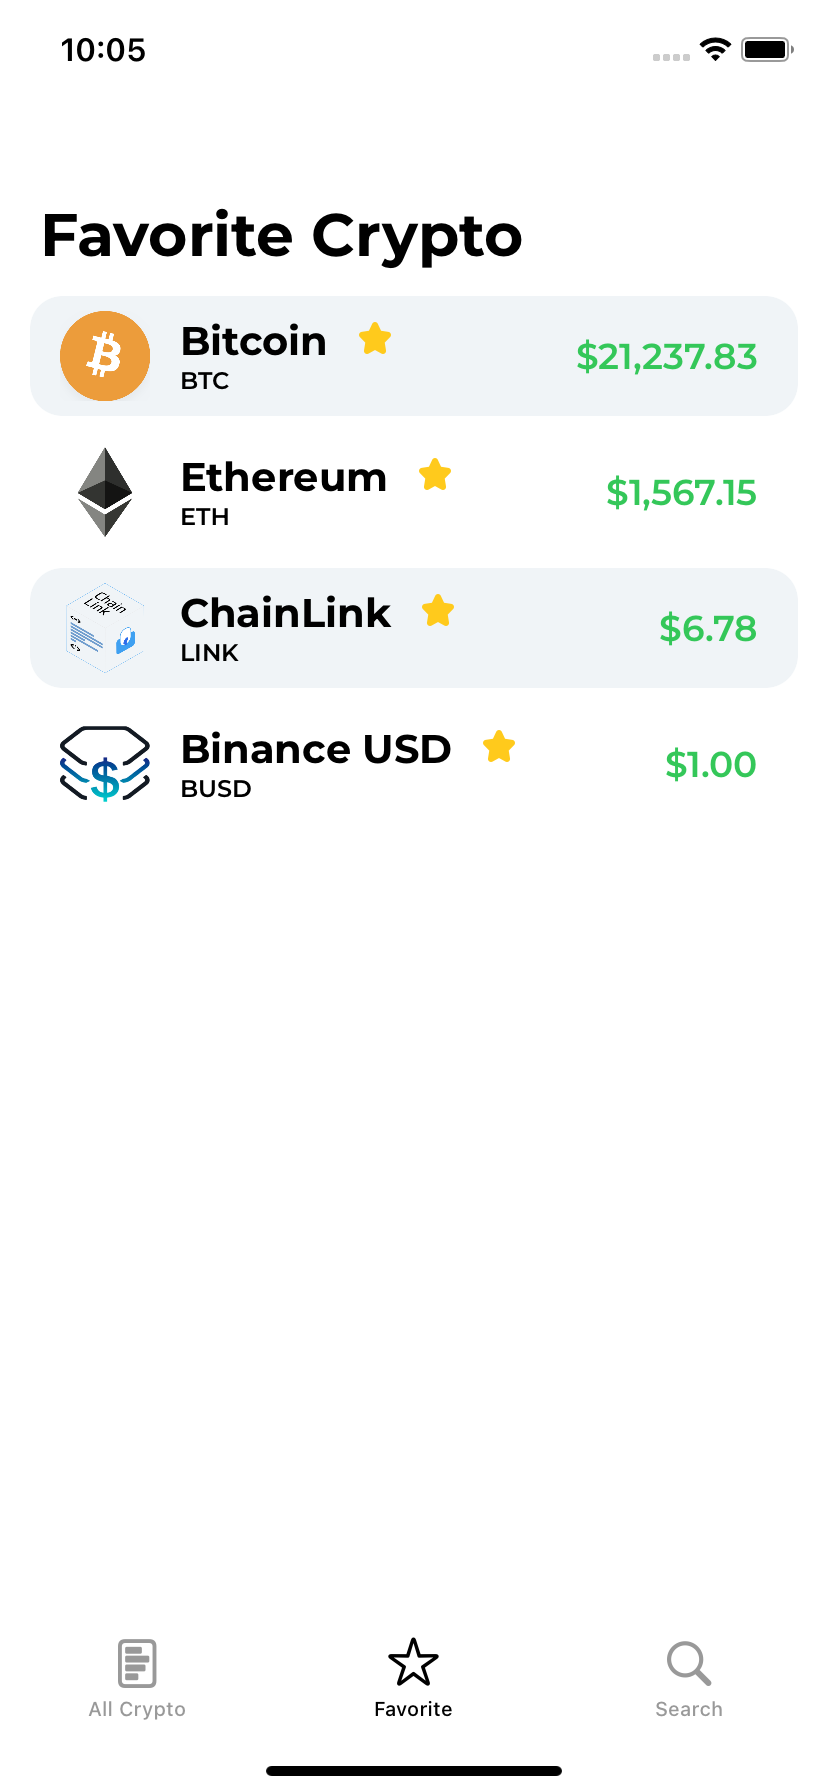 10:05
Favorite Crypto
Bitcoin
BTC
$21,237.83
Ethereum
ETH
$1,567.15
Chain
Link
ChainLink
LINK
$6.78
$
Binance USD
BUSD
$1.00
All Crypto
Favorite
Search